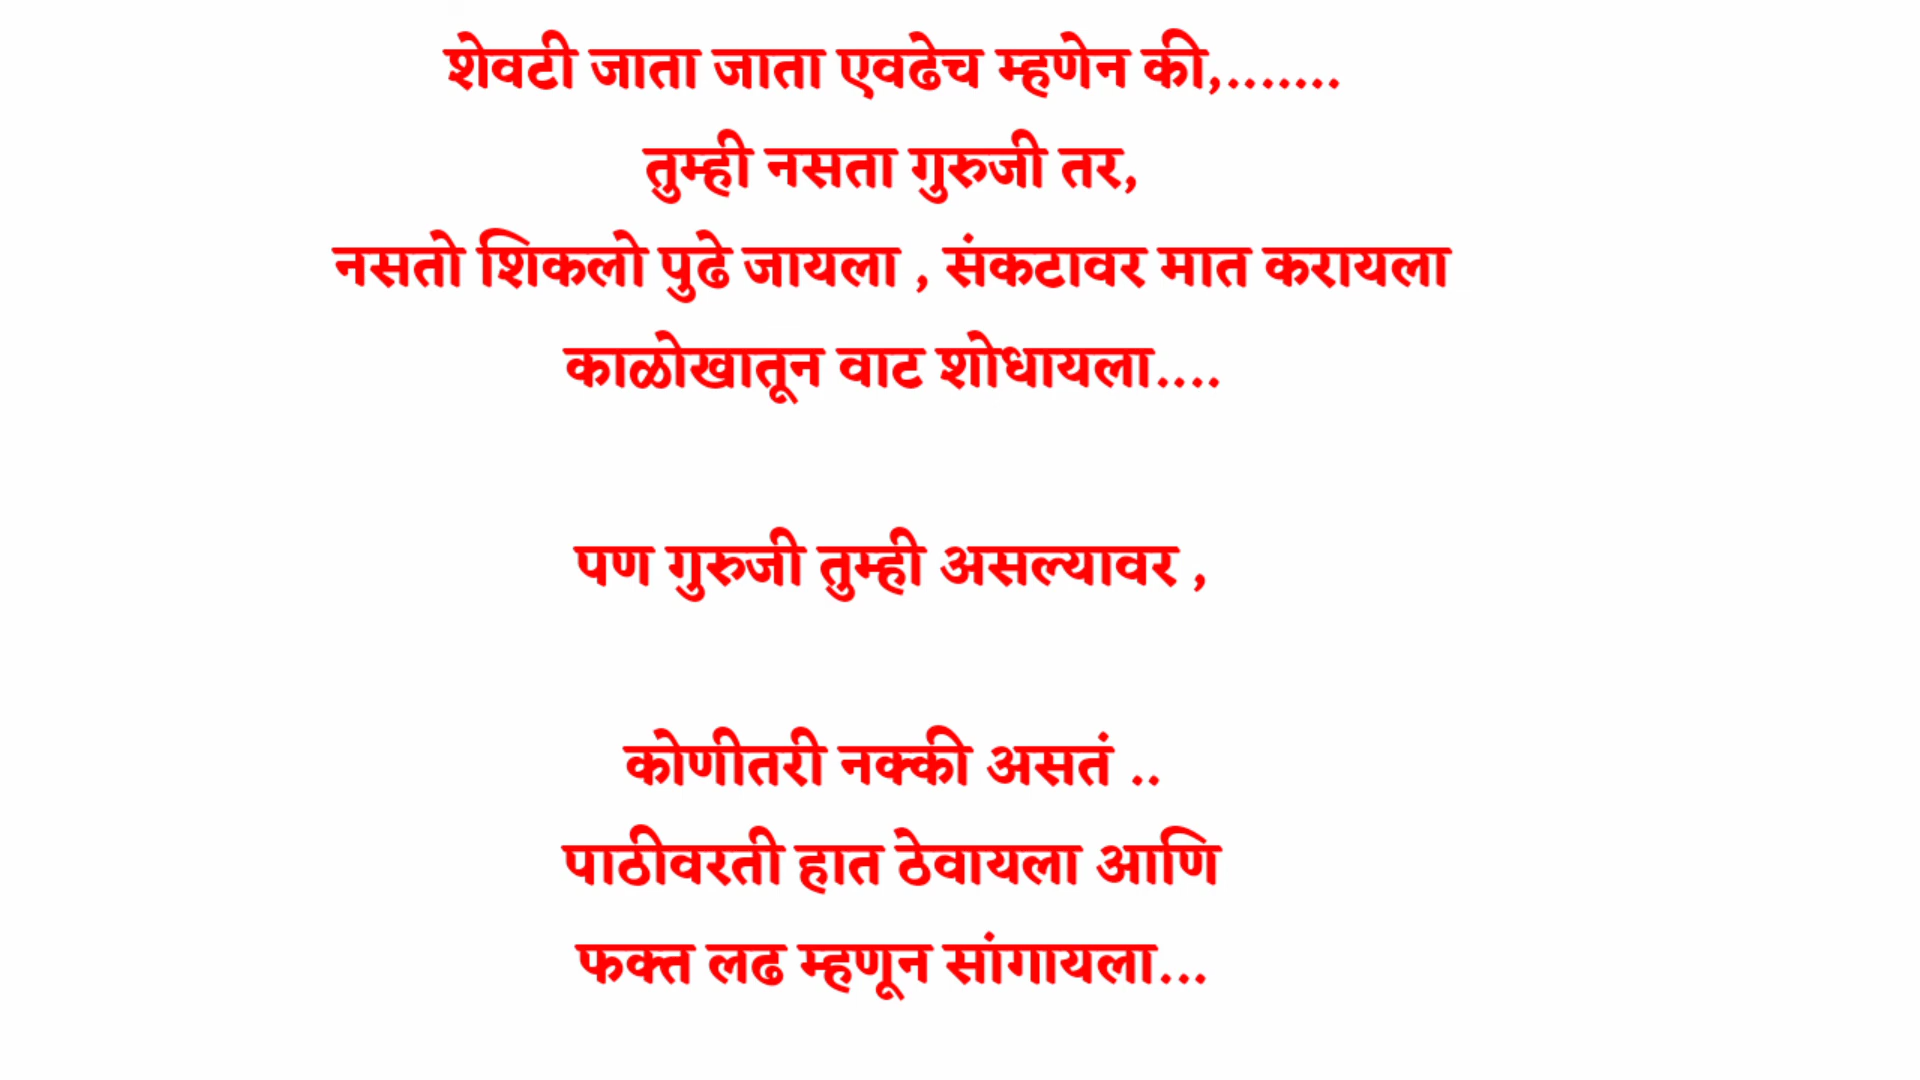 शेवटी जाता जाता एवढेच म्हणेन की,.......
तुम्ही नसता गुरुजी तर,
नसतो शिकलो पुढे जायला , संकटावर मात करायला
काळोखातून वाट शोधायला....
पण गुरुजी तुम्ही असल्यावर ,
कोणीतरी नक्की असतं ..
पाठीवरती हात ठेवायला आणि
फक्त लढ म्हणून सांगायला...